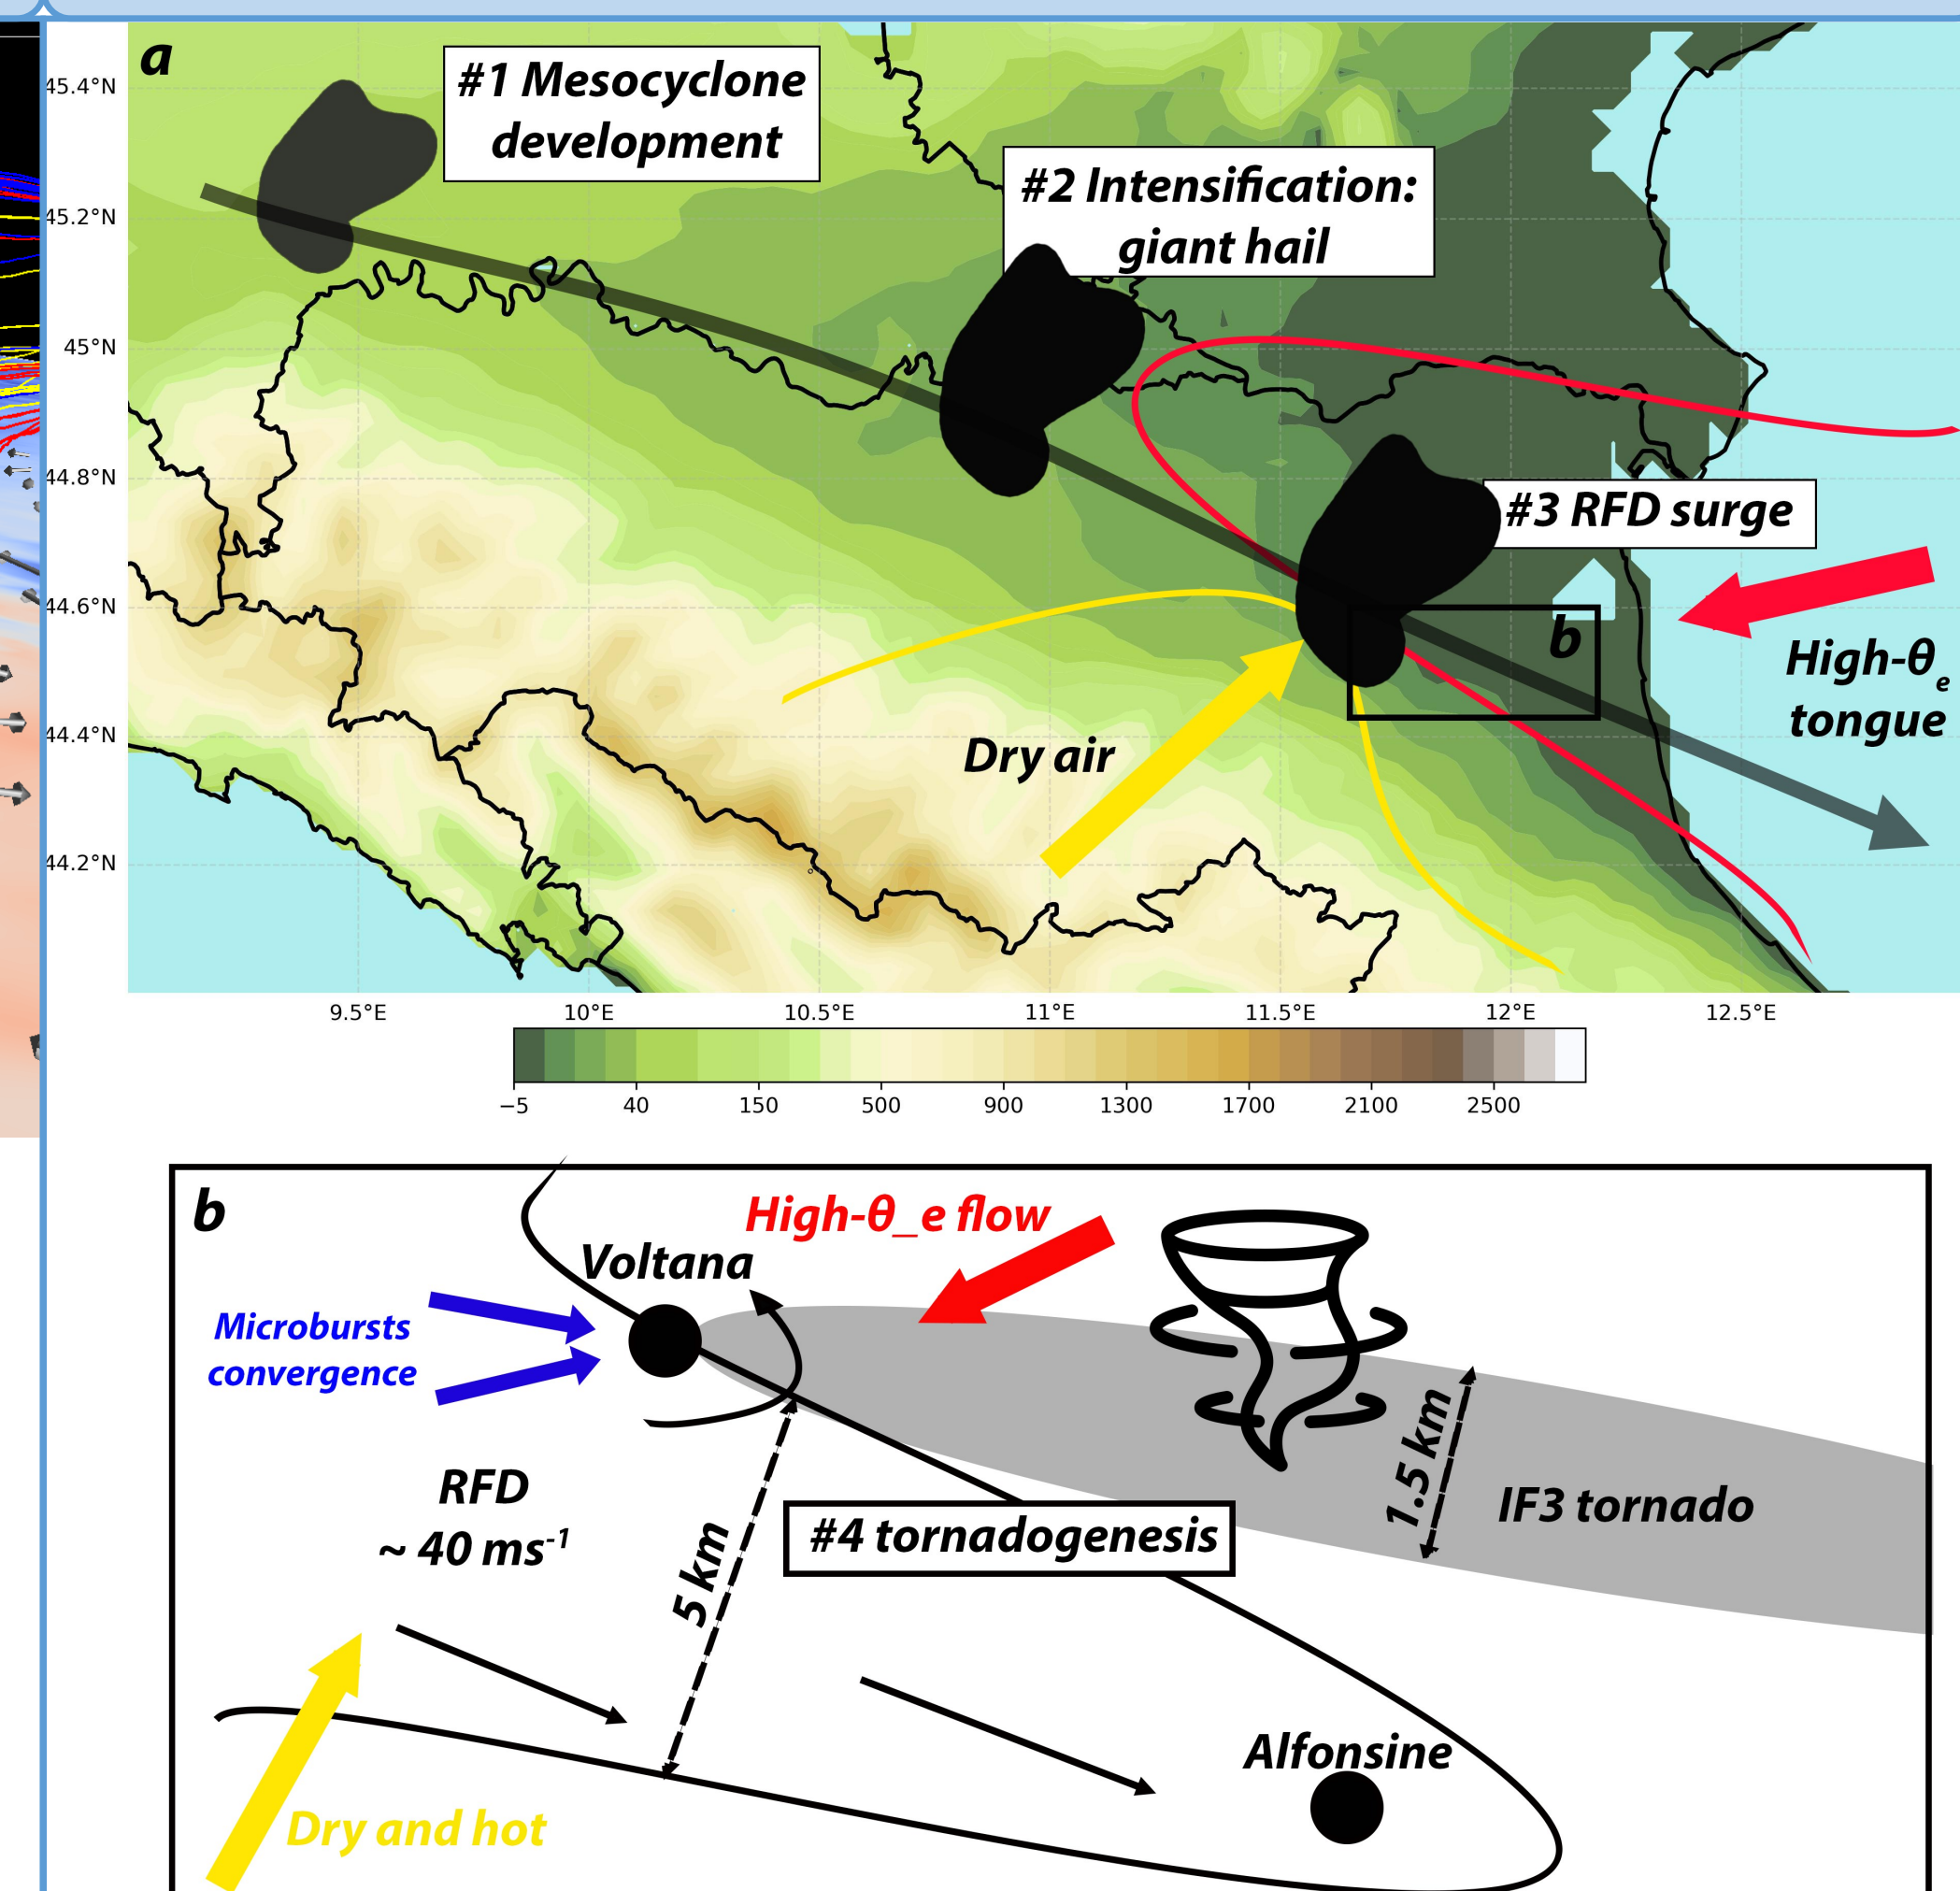 a
#1 Mesocyclone
development
#2 Intensification:
giant hail
#3 RFD surge
b
High-θe
tongue
Dry air
45.4°N
45.2°N
45°N
44.8°N
44.6°N
44.4°N
44.2°N
9.5°E 10°E 10.5°E 11°E 11.5°E 12°E 12.5°E
−5 40 150 500 900 1300 1700 2100 2500
b
High-θ_e flow
Voltana
Microburts
convergence
RFD
~ 40 ms-1
5 km
#4 tornadogenesis
1.5 km
IF3 tornado
Alfonsine
Dry and hot